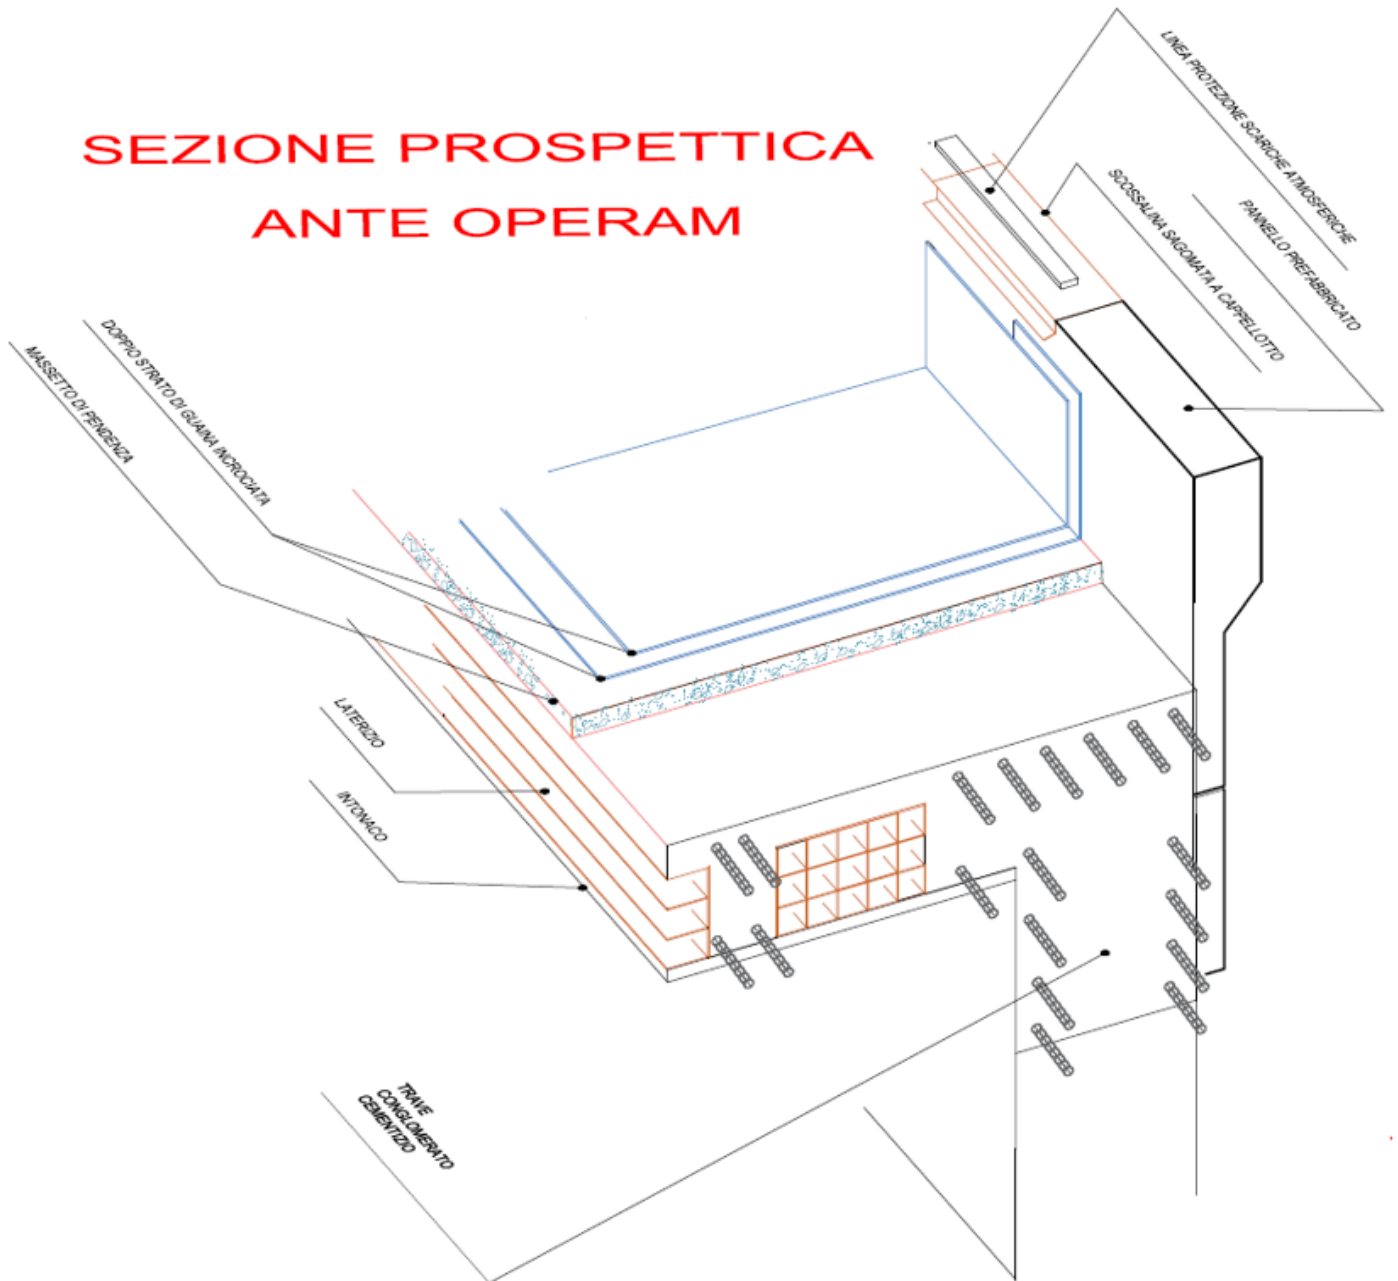 SEZIONE PROSPETTICA
ANTE OPERAM
LINEA PROTEZIONE SCARICHE ATMOSFERICHE
SCOSSALINA SAGOMATA A CAPPELLOTTO
PANNELLO PREFABBRICATO
DOPPIO STRATO DI GUAINA INCROCIATA
MASSETTO DI PENDENZA
LATERIZIO
INTONACO
TRAVE
CONGLOMERATO
CEMENTIZIO